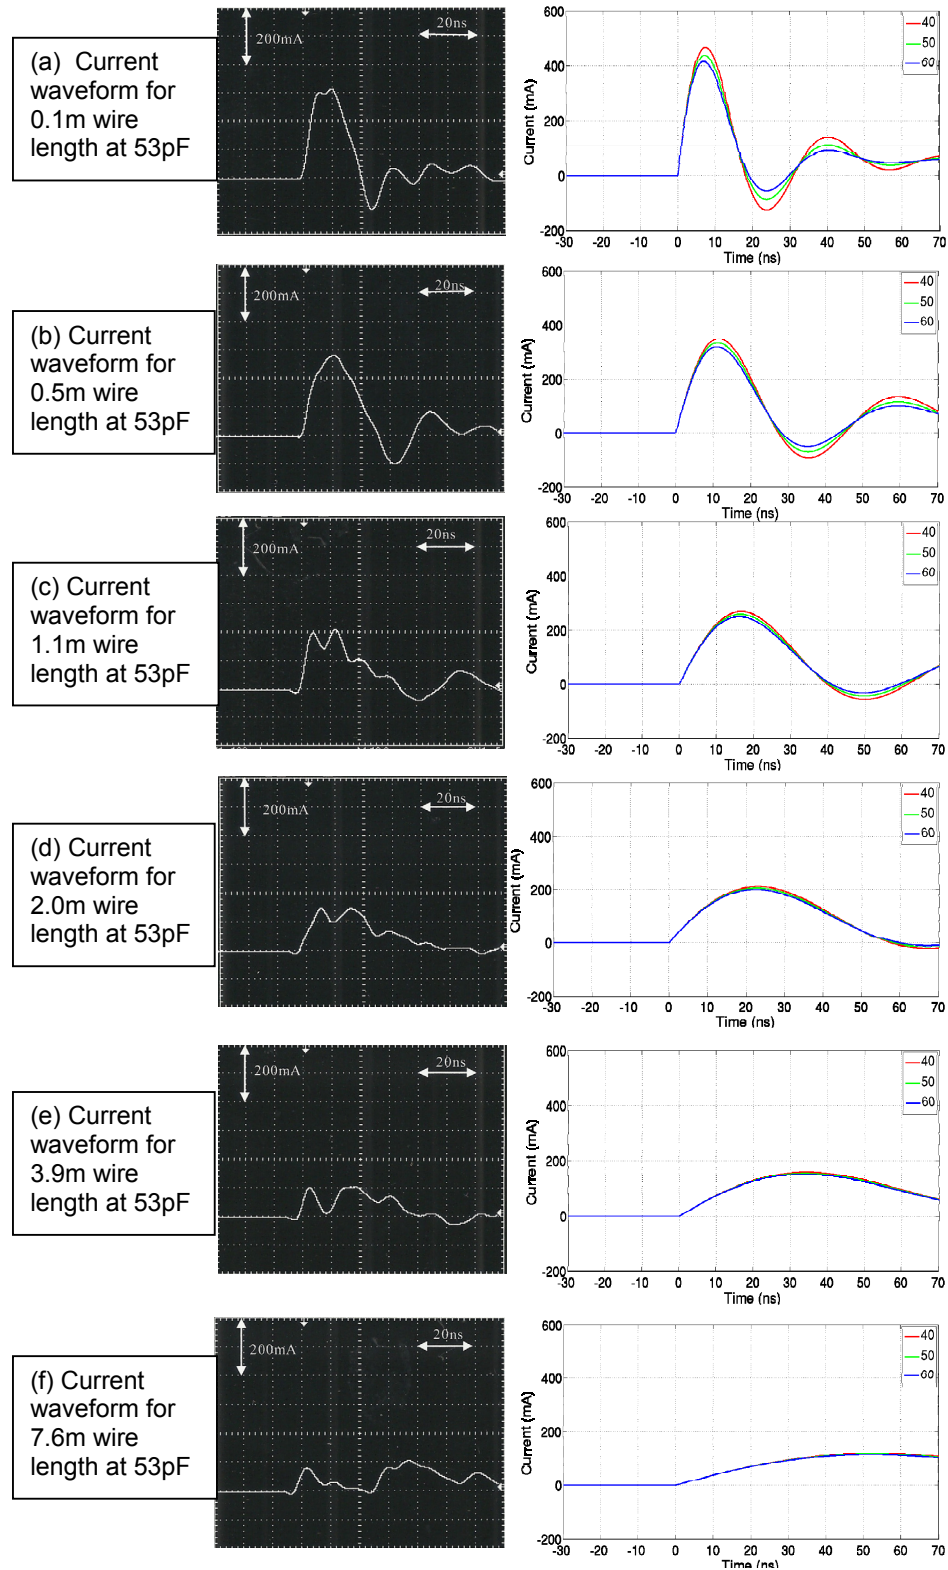 (a) Current
waveform for
0.1m wire
length at 53pF
200mA
20ns
Current (mA)
600
400
200
0
-200
-30 -20 -10 0 10 20 30 40 50 60 70
Time (ns)
40
50
60
(b) Current
waveform for
0.5m wire
length at 53pF
200mA
20ns
Current (mA)
600
400
200
0
-200
-30 -20 -10 0 10 20 30 40 50 60 70
Time (ns)
40
50
60
(c) Current
waveform for
1.1m wire
length at 53pF
200mA
20ns
Current (mA)
600
400
200
0
-200
-30 -20 -10 0 10 20 30 40 50 60 70
Time (ns)
40
50
60
(d) Current
waveform for
2.0m wire
length at 53pF
200mA
20ns
Current (mA)
600
400
200
0
-200
-30 -20 -10 0 10 20 30 40 50 60 70
Time (ns)
40
50
60
(e) Current
waveform for
3.9m wire
length at 53pF
200mA
20ns
Current (mA)
600
400
200
0
-200
-30 -20 -10 0 10 20 30 40 50 60 70
Time (ns)
40
50
60
(f) Current
waveform for
7.6m wire
length at 53pF
200mA
20ns
Current (mA)
600
400
200
0
-200
-30 -20 -10 0 10 20 30 40 50 60 70
Time (ns)
40
50
60